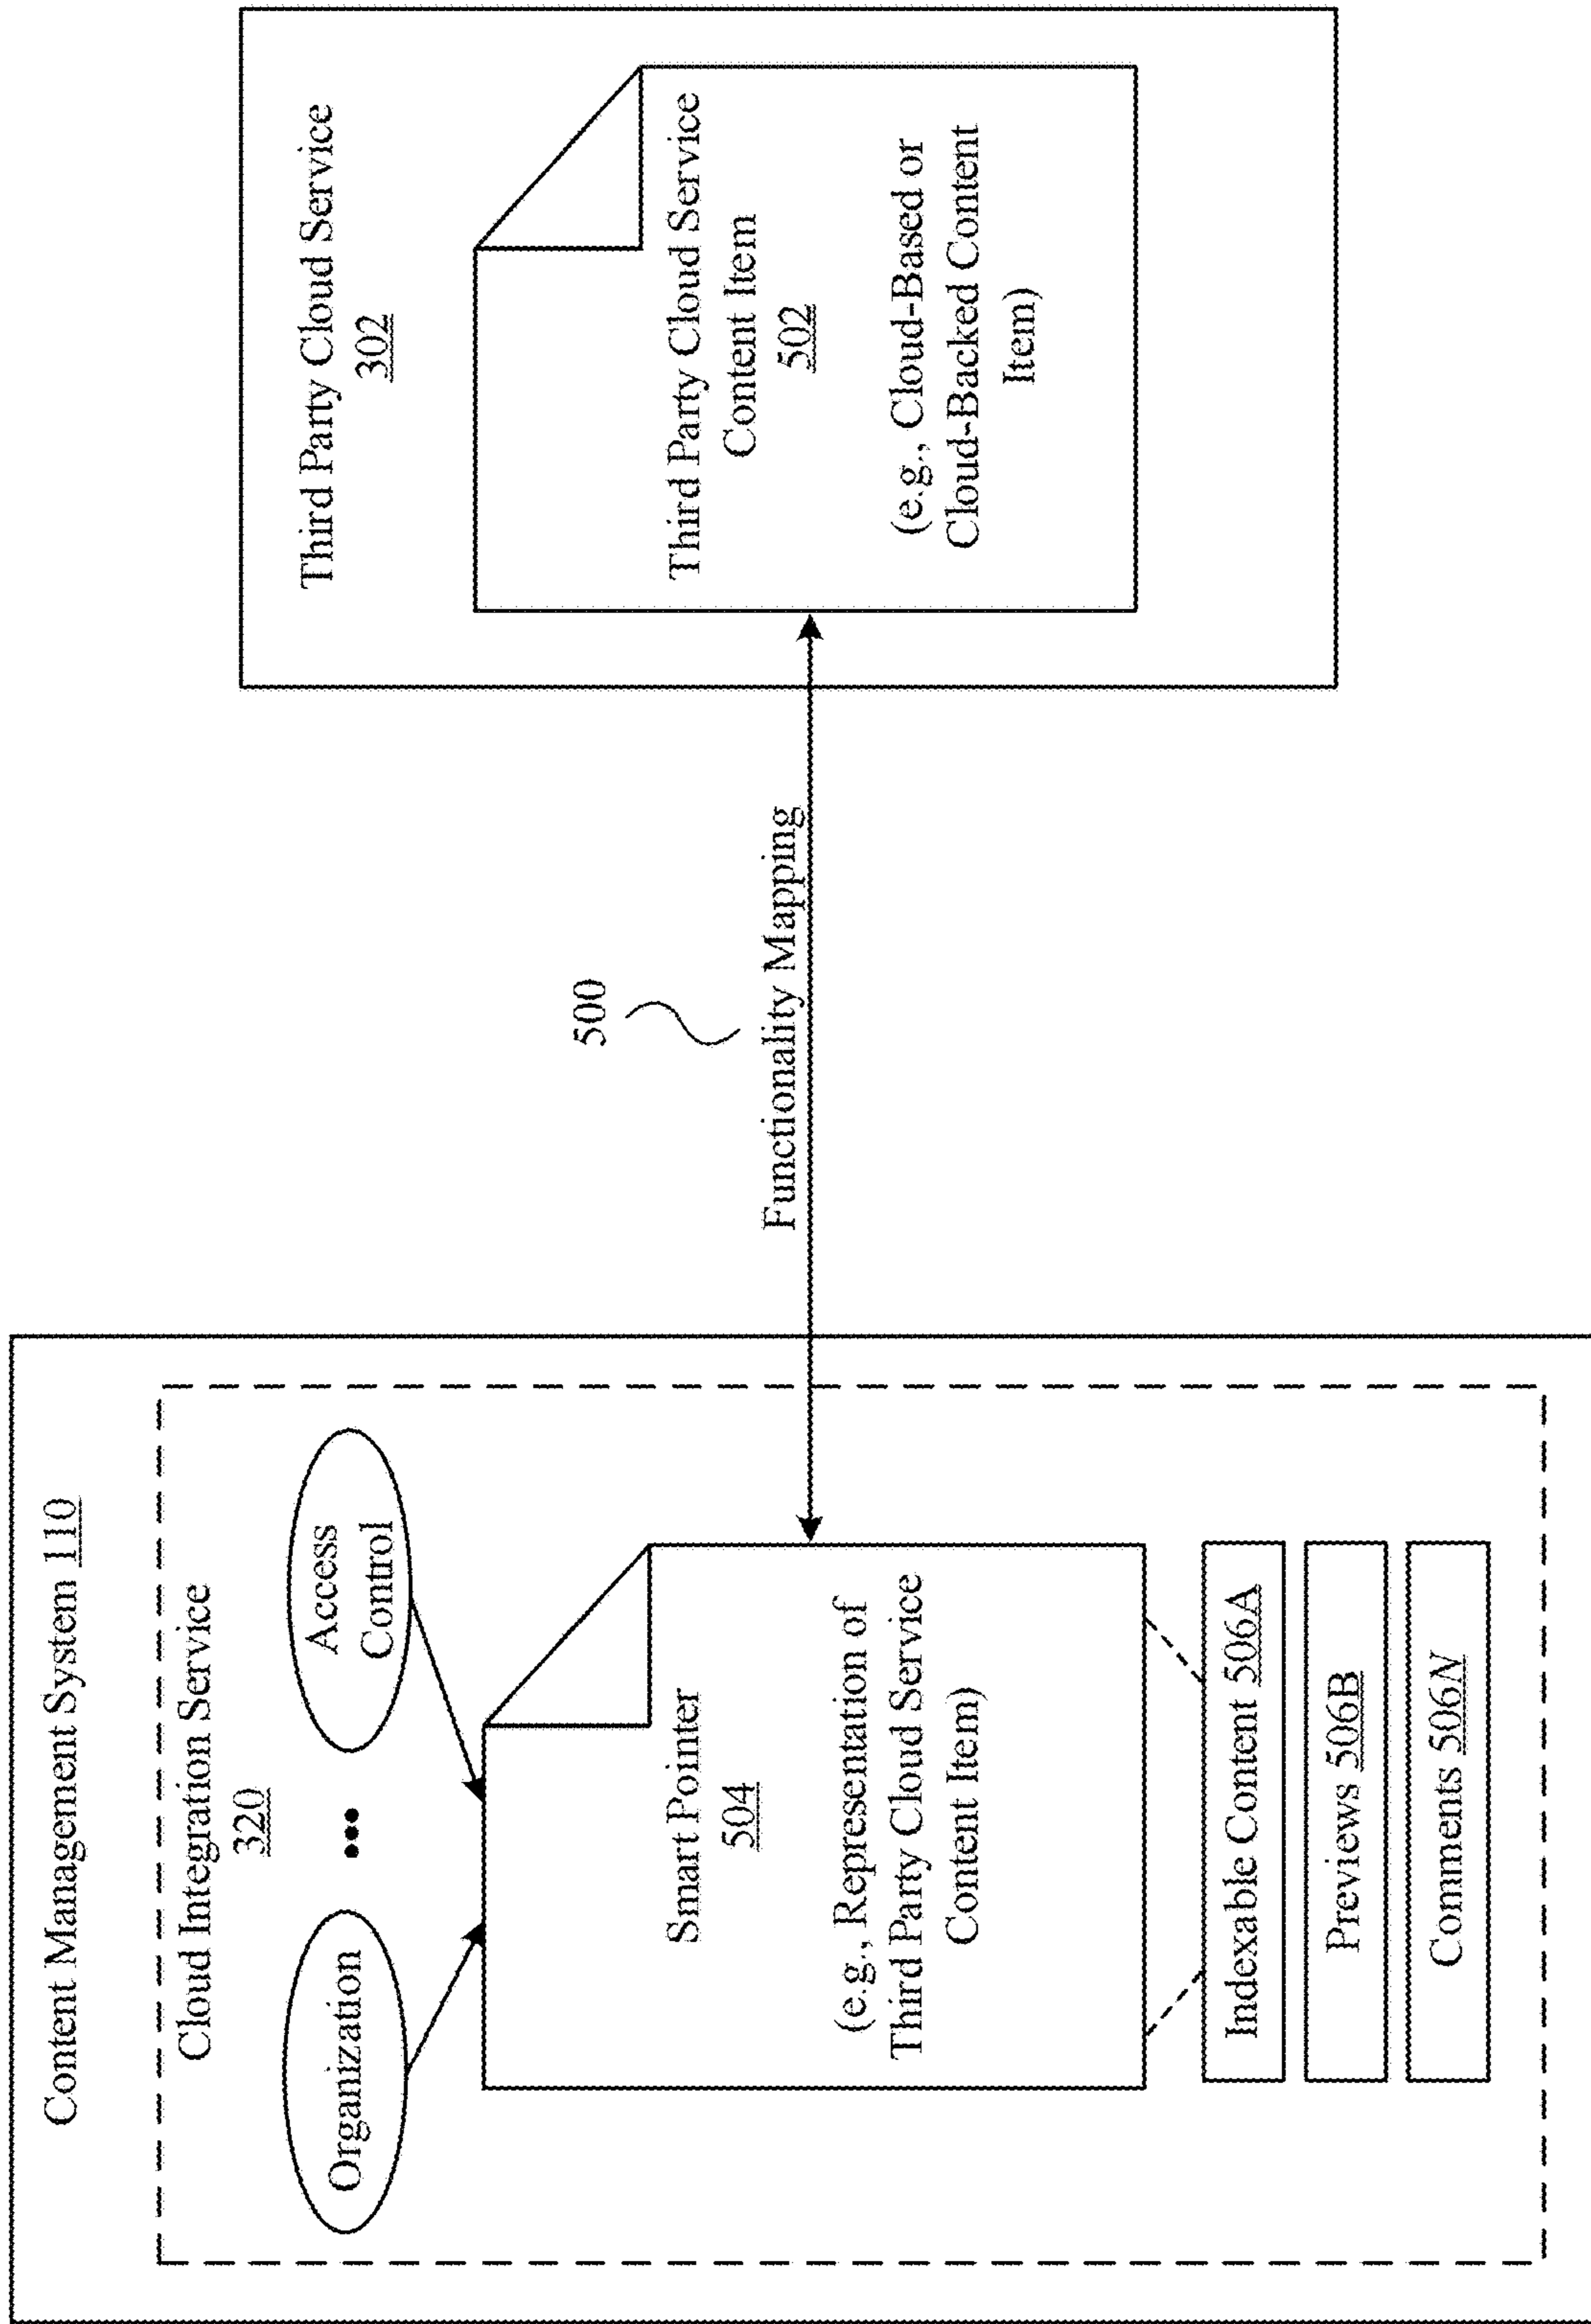 Content Management System 110
Cloud Integration Service
320
Organization
•••
Access
Control
Smart Pointer
504
(e.g., Representation of
Third Party Cloud Service
Content Item)
Indexable Content 506A
Previews 506B
Comments 506N
500
Functionality Mapping
Third Party Cloud Service
302
Third Party Cloud Service
Content Item
502
(e.g., Cloud-Based or
Cloud-Backed Content
Item)